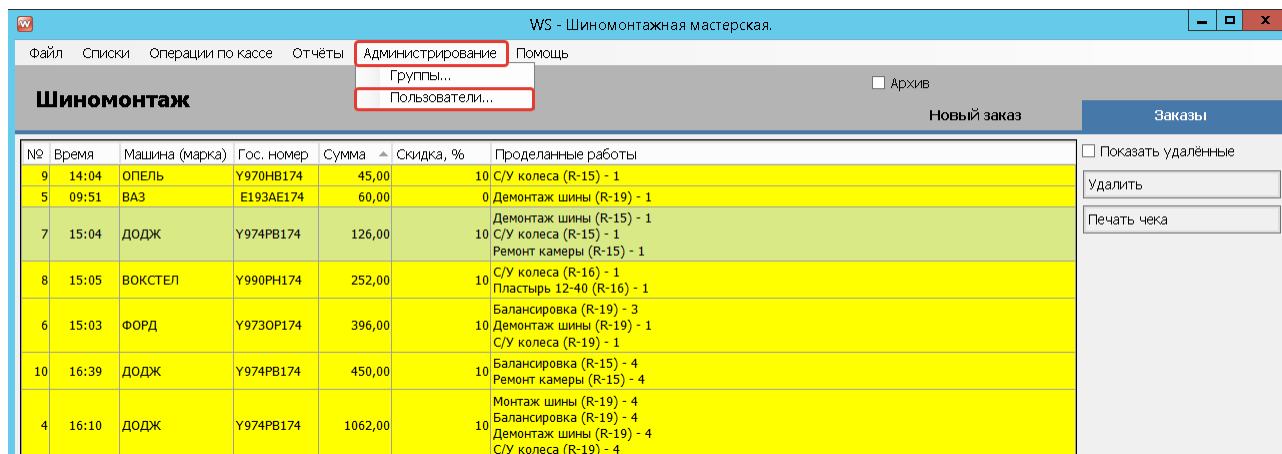 WS - Шиномонтажная мастерская.
Файл Списки Операции по кассе Отчёты Администрирование Помощь
Группы...
Пользователи...
Шиномонтаж
Архив
Новый заказ Заказы
№ Время Машина (марка) Гос. номер Сумма Скидка, % Проделанные работы
9 14:04 ОПЕЛЬ Y970HB174 45,00 10 С/У колеса (R-15) - 1
5 09:51 ВАЗ E193AE174 60,00 0 Демонтаж шины (R-19) - 1
7 15:04 ДОДЖ Y974PB174 126,00 10 Демонтаж шины (R-15) - 1
С/У колеса (R-15) - 1
Ремонт камеры (R-15) - 1
8 15:05 ВОКСТЕЛ Y990PH174 252,00 10 С/У колеса (R-16) - 1
Пластырь 12-40 (R-16) - 1
6 15:03 ФОРД Y973OP174 396,00 10 Балансировка (R-19) - 3
Демонтаж шины (R-19) - 1
С/У колеса (R-19) - 1
10 16:39 ДОДЖ Y974PB174 450,00 10 Балансировка (R-15) - 4
Ремонт камеры (R-15) - 4
4 16:10 ДОДЖ Y974PB174 1062,00 10 Монтаж шины (R-19) - 4
Балансировка (R-19) - 4
Демонтаж шины (R-19) - 4
С/У колеса (R-19) - 4
Показать удалённые
Удалить
Печать чека